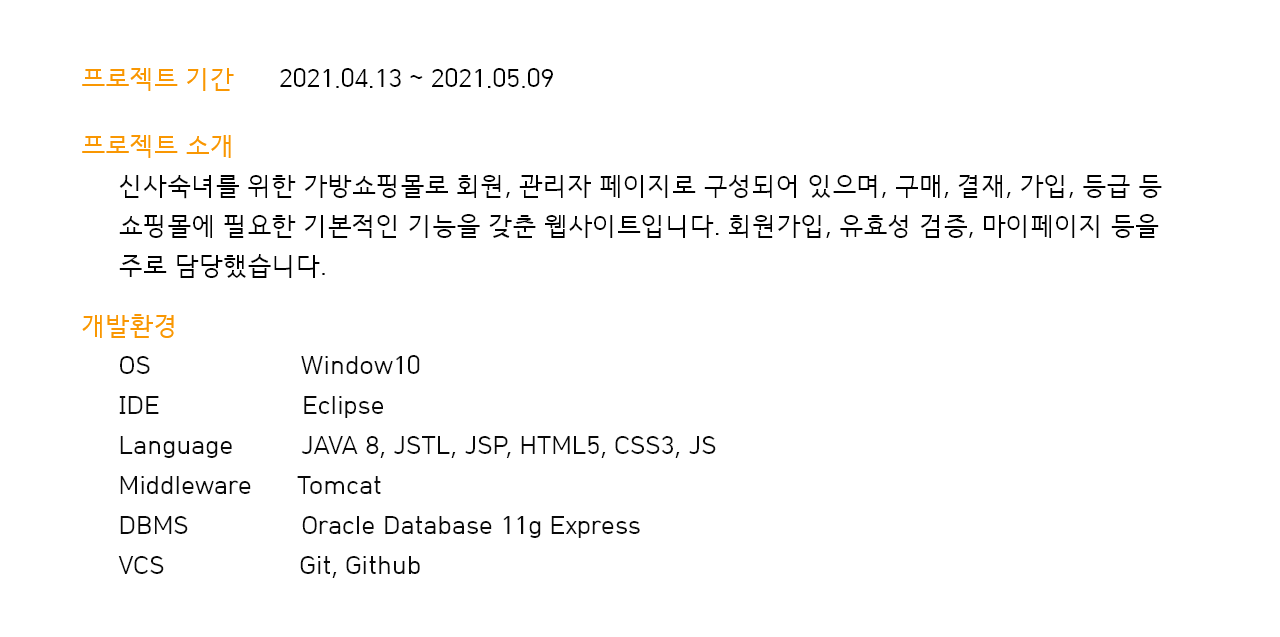 프로젝트 기간 2021.04.13 ~ 2021.05.09
프로젝트 소개
신사숙녀를 위한 가방쇼핑몰로 회원, 관리자 페이지로 구성되어 있으며, 구매, 결재, 가입, 등급 등
쇼핑몰에 필요한 기본적인 기능을 갖춘 웹사이트입니다. 회원가입, 유효성 검증, 마이페이지 등을
주로 담당했습니다.
개발환경
OS Window10
IDE Eclipse
Language JAVA 8, JSTL, JSP, HTML5, CSS3, JS
Middleware Tomcat
DBMS Oracle Database 11g Express
VCS Git, Github